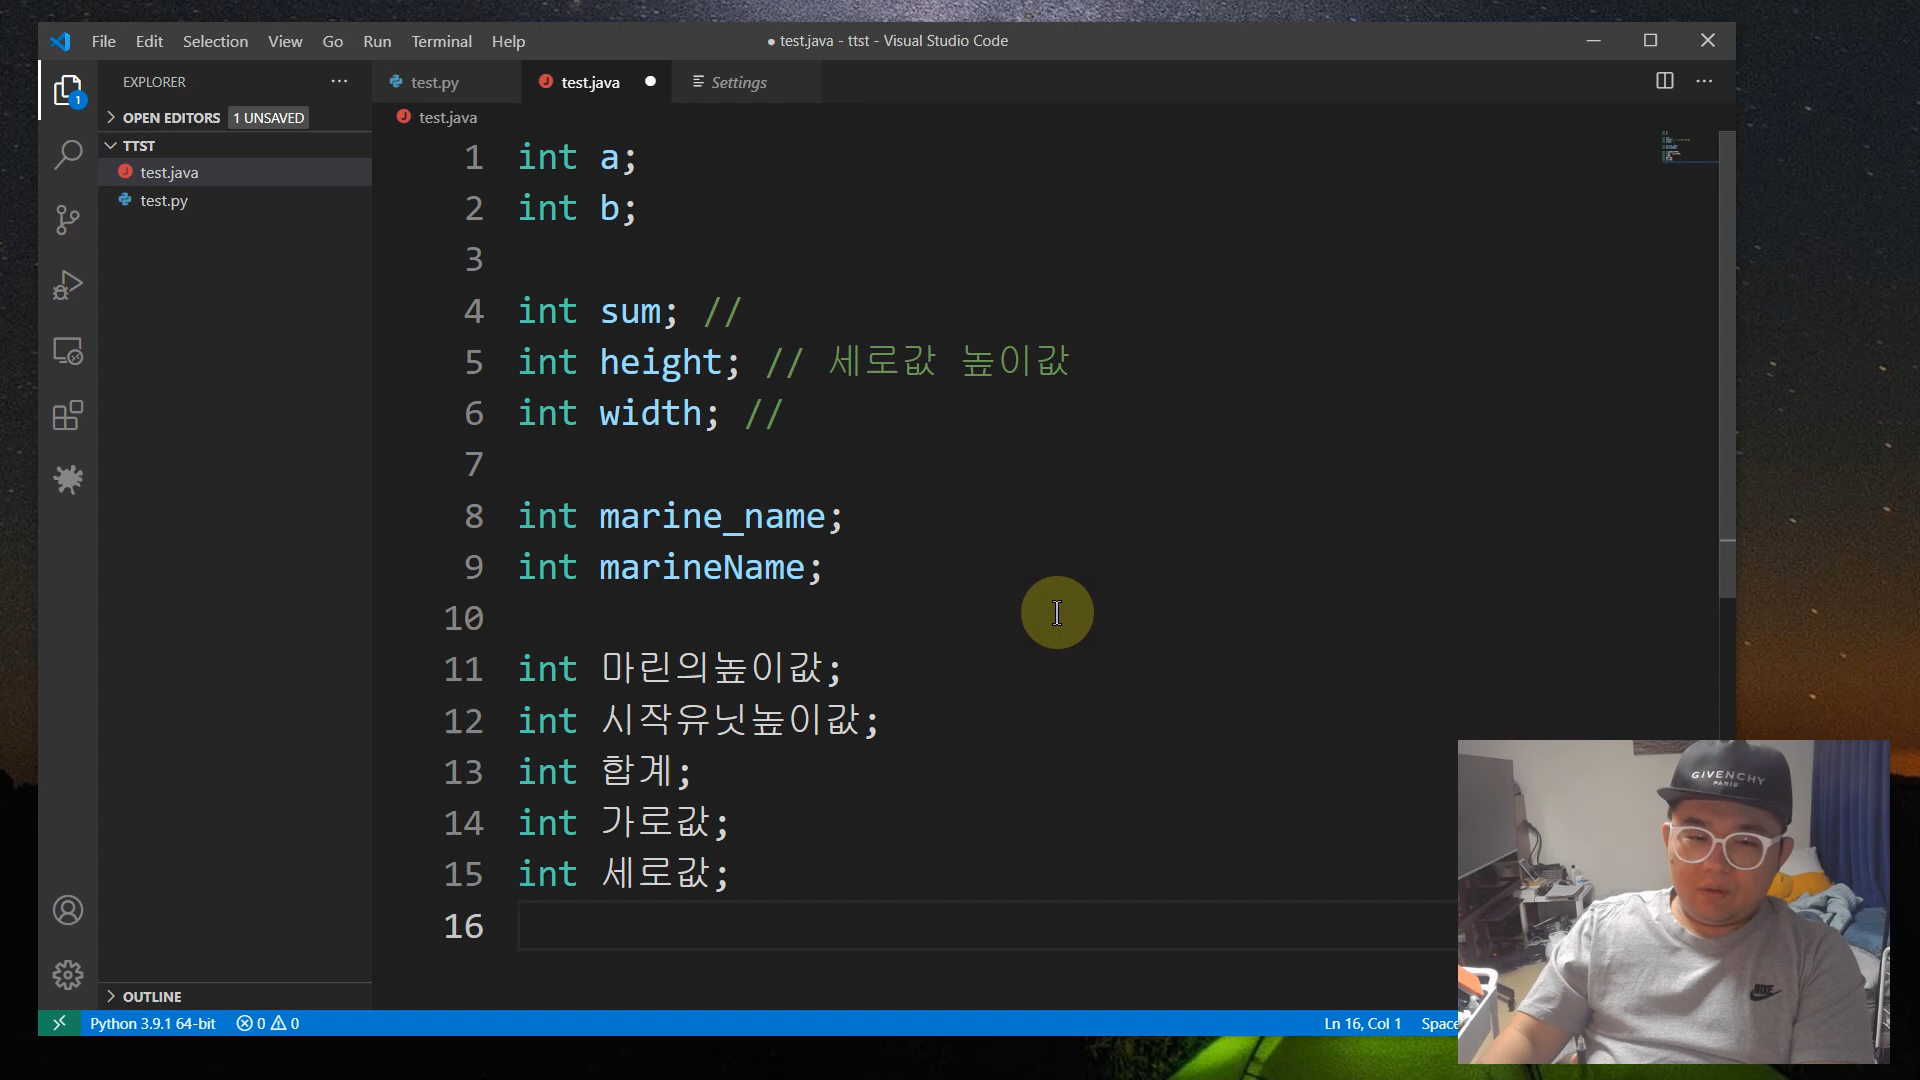 File Edit Selection View Go Run Terminal Help
● test.java - ttst - Visual Studio Code
EXPLORER
OPEN EDITORS 1 UNSAVED
TTST
test.java
test.py
OUTLINE
1
test.py
test.java
Settings
test.java
1 int a;
2 int b;
3
4 int sum; //
5 int height; // 세로값 높이값
6 int width; //
7
8 int marine_name;
9 int marineName;
10
11 int 마린의높이값;
12 int 시작유닛높이값;
13 int 합계;
14 int 가로값;
15 int 세로값;
16
GIVENCHY
PARIS
NIKE
Python 3.9.1 64-bit
0 0
Ln 16, Col 1
Space